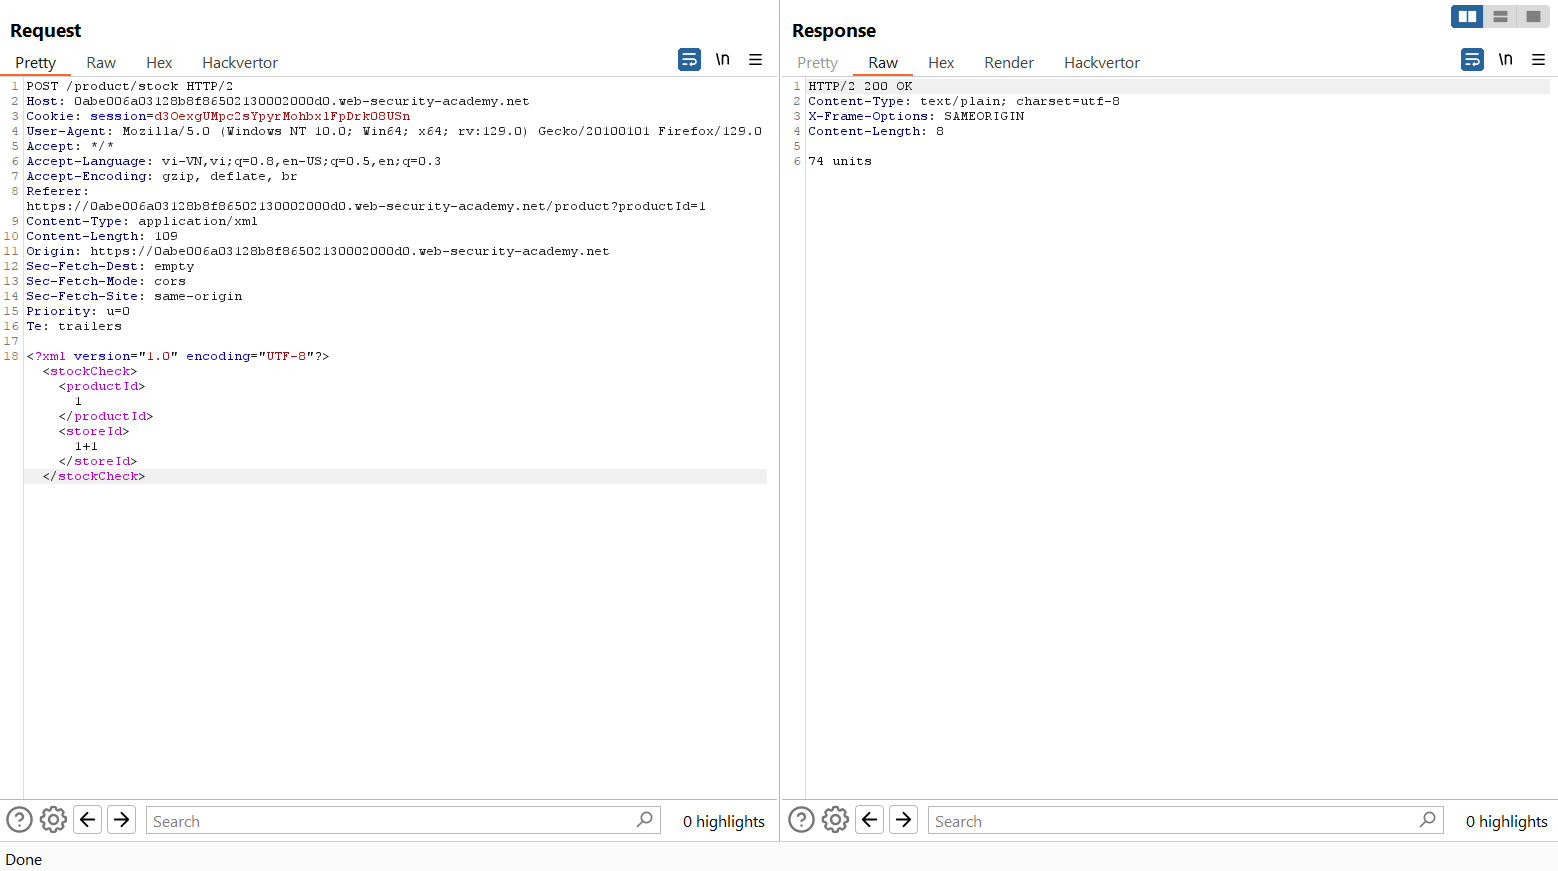 Request
Pretty Raw Hex Hackvertor
\n
1 POST /product/stock HTTP/2
2 Host: 0abe006a03128b8f86502130002000d0.web-security-academy.net
3 Cookie: session=d3OexgUMpc2sYpyrMohbxlFpDrkO8USn
4 User-Agent: Mozilla/5.0 (Windows NT 10.0; Win64; x64; rv:129.0) Gecko/20100101 Firefox/129.0
5 Accept: */*
6 Accept-Language: vi-VN,vi;q=0.8,en-US;q=0.5,en;q=0.3
7 Accept-Encoding: gzip, deflate, br
8 Referer:
https://0abe006a03128b8f86502130002000d0.web-security-academy.net/product?productId=1
9 Content-Type: application/xml
10 Content-Length: 109
11 Origin: https://0abe006a03128b8f86502130002000d0.web-security-academy.net
12 Sec-Fetch-Dest: empty
13 Sec-Fetch-Mode: cors
14 Sec-Fetch-Site: same-origin
15 Priority: u=0
16 Te: trailers
17
18 <?xml version="1.0" encoding="UTF-8"?>
<stockCheck>
<productId>
1
</productId>
<storeId>
1+1
</storeId>
</stockCheck>
Search
0 highlights
Response
Pretty Raw Hex Render Hackvertor
\n
1 HTTP/2 200 OK
2 Content-Type: text/plain; charset=utf-8
3 X-Frame-Options: SAMEORIGIN
4 Content-Length: 8
5
6 74 units
Search
0 highlights
Done